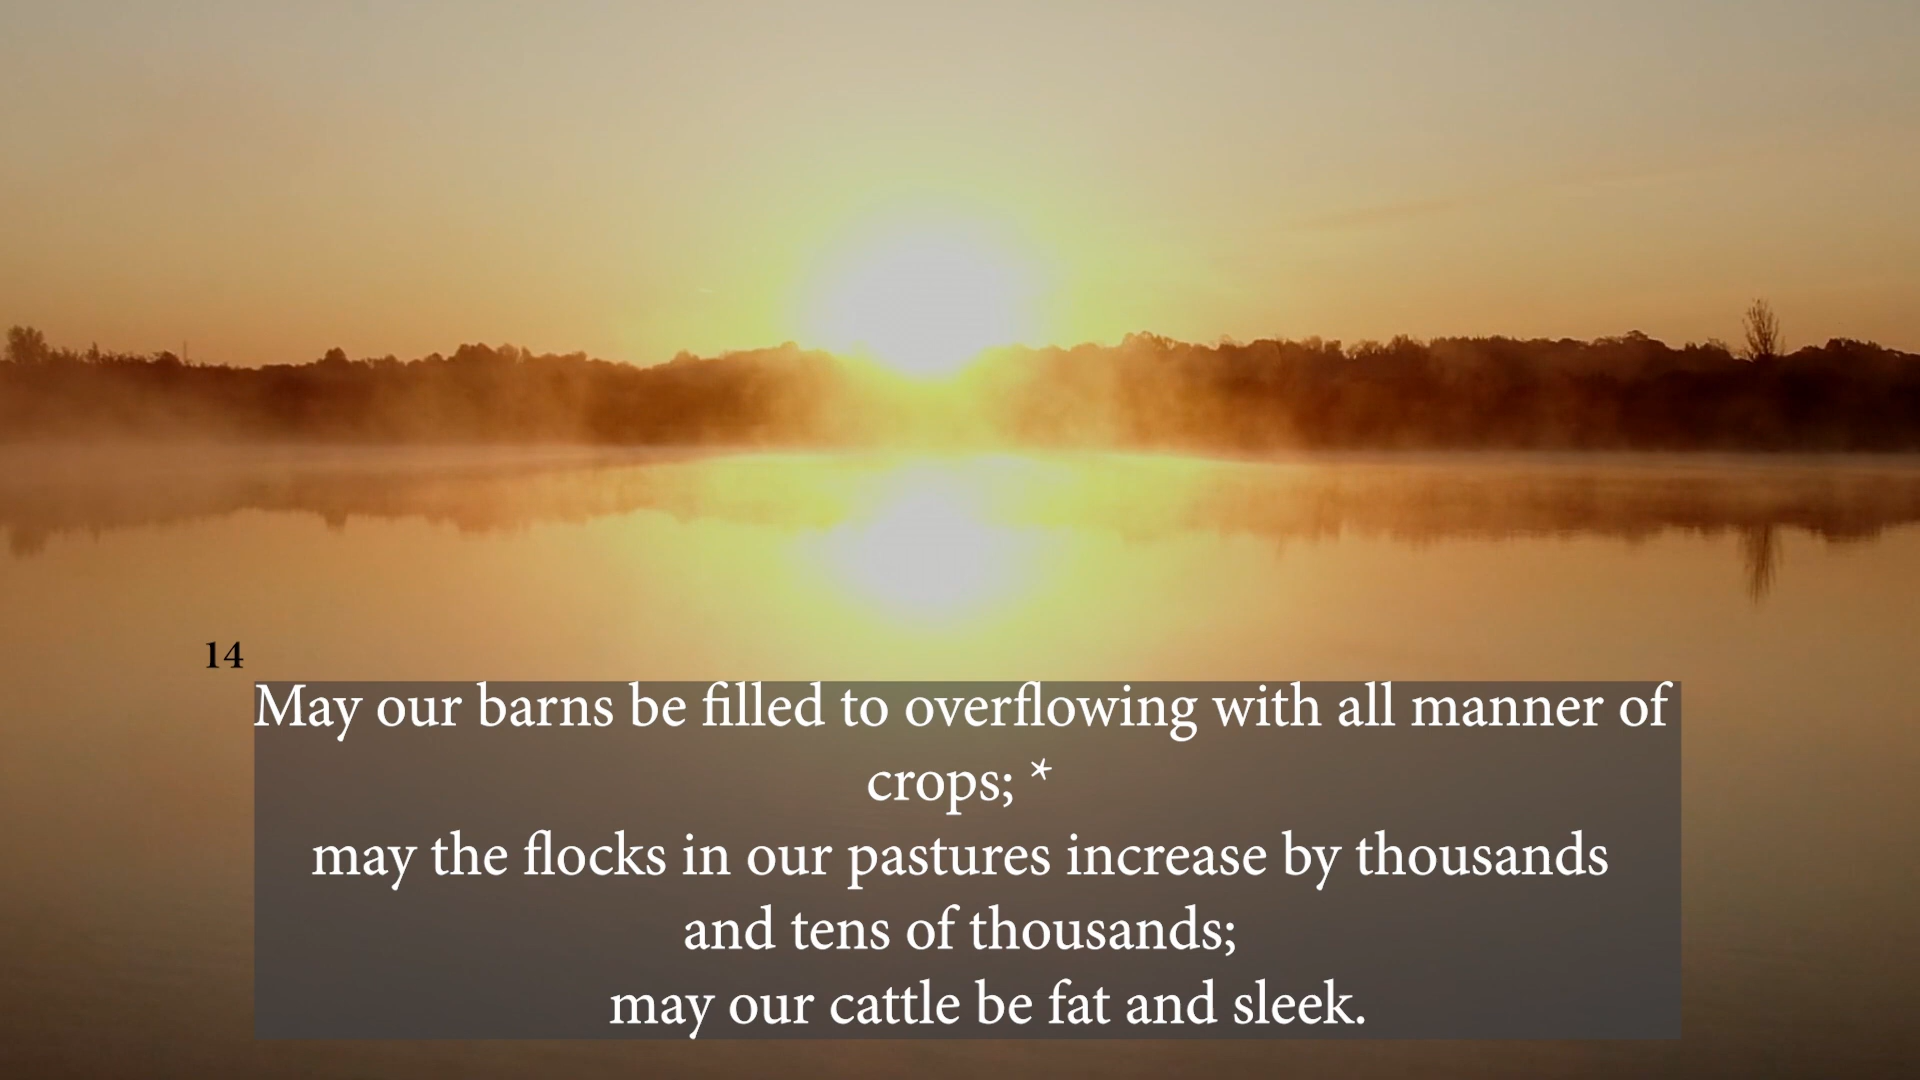 14
May our barns be filled to overflowing with all manner of
crops; *
may the flocks in our pastures increase by thousands
and tens of thousands;
may our cattle be fat and sleek.